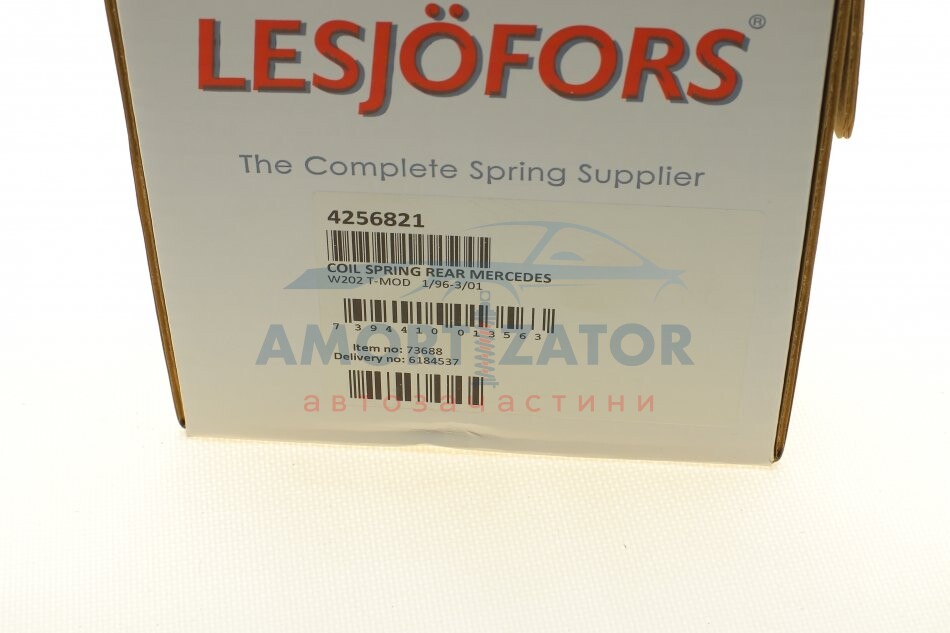 LESJÖFORS®
The Complete Spring Supplier
4256821
COIL SPRING REAR MERCEDES
W202 T-MOD 1/96-3/01
7 394410 013563
Item no: 73688
Delivery no: 6184537
AMORTIZATOR
автозапчастини